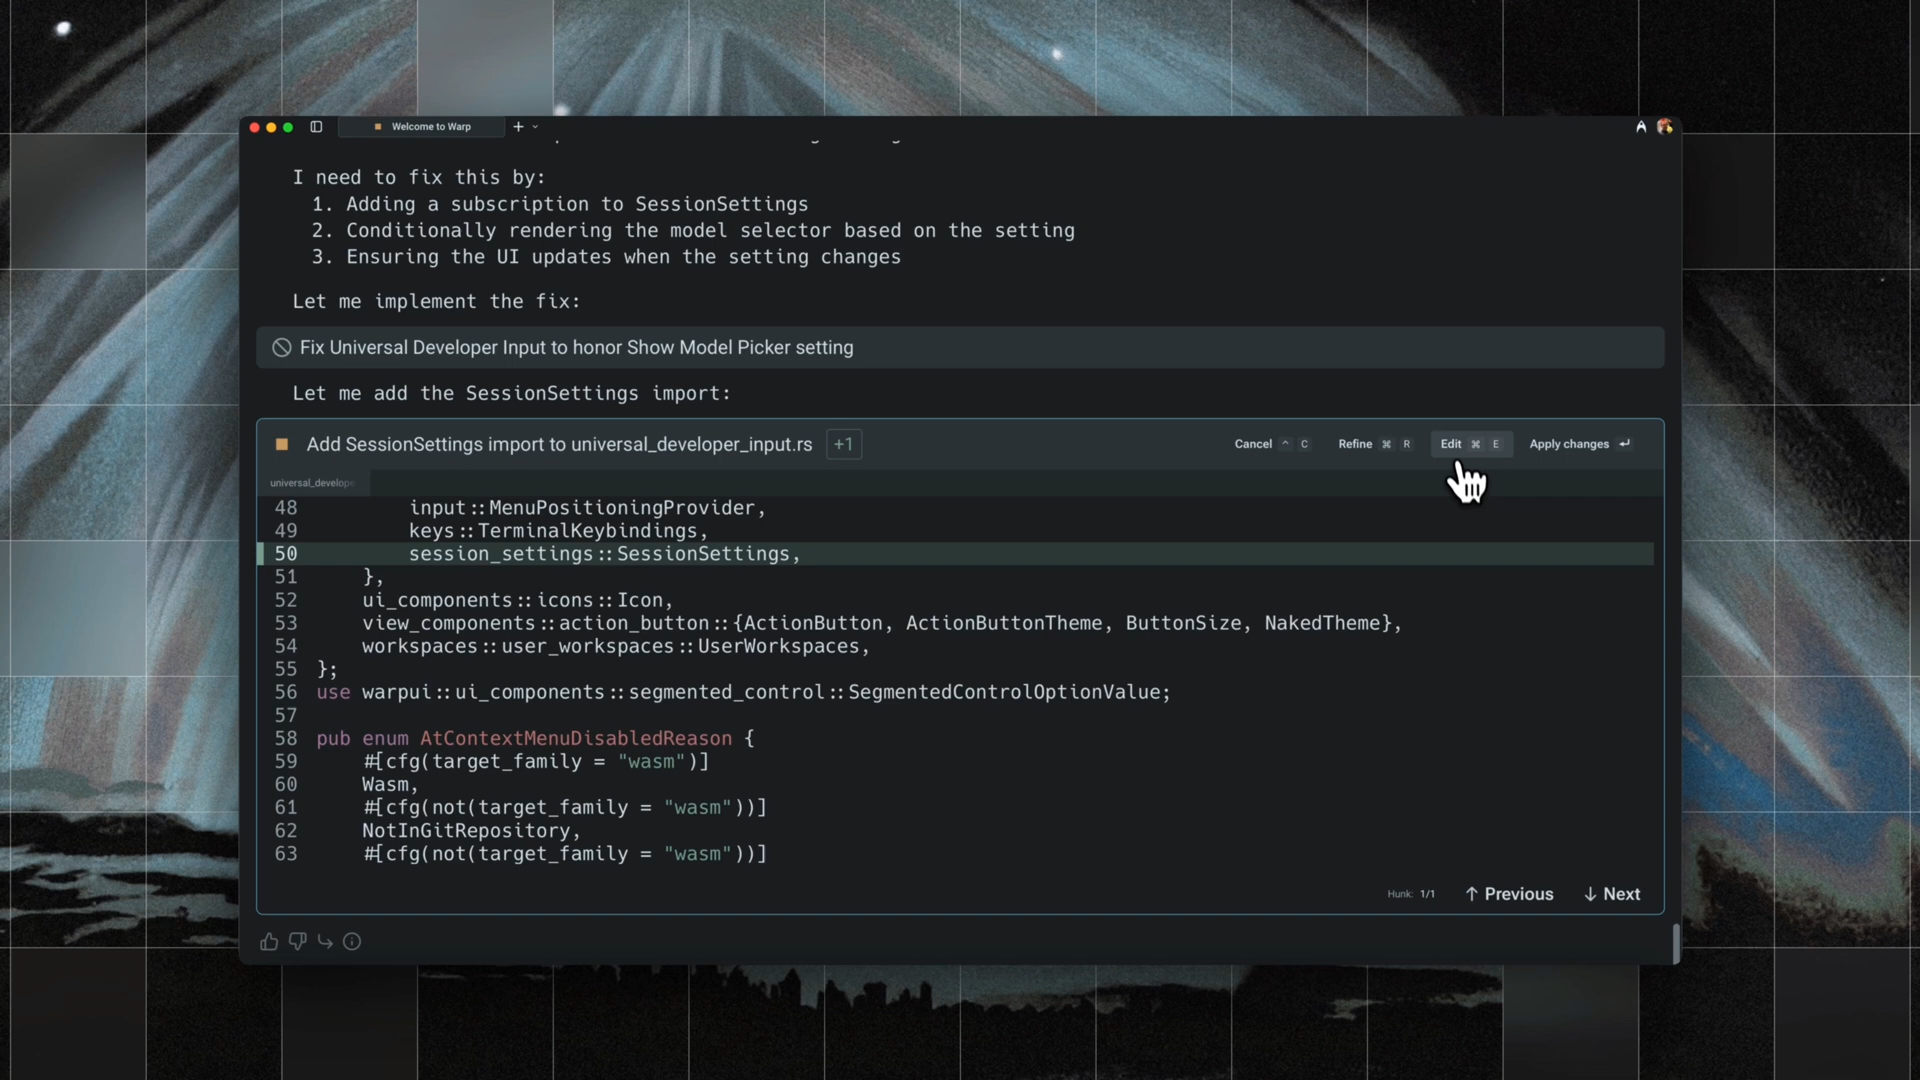 Welcome to Warp
I need to fix this by:
1. Adding a subscription to SessionSettings
2. Conditionally rendering the model selector based on the setting
3. Ensuring the UI updates when the setting changes
Let me implement the fix:
Fix Universal Developer Input to honor Show Model Picker setting
Let me add the SessionSettings import:
Add SessionSettings import to universal_developer_input.rs +1 Cancel ^ C Refine ⌘ R Edit ⌘ E Apply changes ↵
universal_develope
48 input::MenuPositioningProvider,
49 keys::TerminalKeybindings,
50 session_settings::SessionSettings,
51 },
52 ui_components::icons::Icon,
53 view_components::action_button::{ActionButton, ActionButtonTheme, ButtonSize, NakedTheme},
54 workspaces::user_workspaces::UserWorkspaces,
55 };
56 use warpui::ui_components::segmented_control::SegmentedControlOptionValue;
57
58 pub enum AtContextMenuDisabledReason {
59 #[cfg(target_family = "wasm")]
60 Wasm,
61 #[cfg(not(target_family = "wasm"))]
62 NotInGitRepository,
63 #[cfg(not(target_family = "wasm"))]
Hunk: 1/1 ↑ Previous ↓ Next